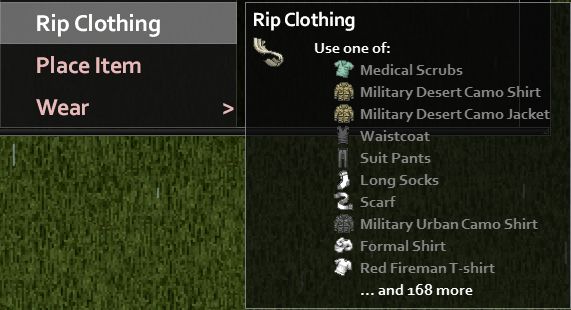 Rip Clothing
Place Item
Wear >
Rip Clothing
Use one of:
Medical Scrubs
Military Desert Camo Shirt
Military Desert Camo Jacket
Waistcoat
Suit Pants
Long Socks
Scarf
Military Urban Camo Shirt
Formal Shirt
Red Fireman T-shirt
... and 168 more